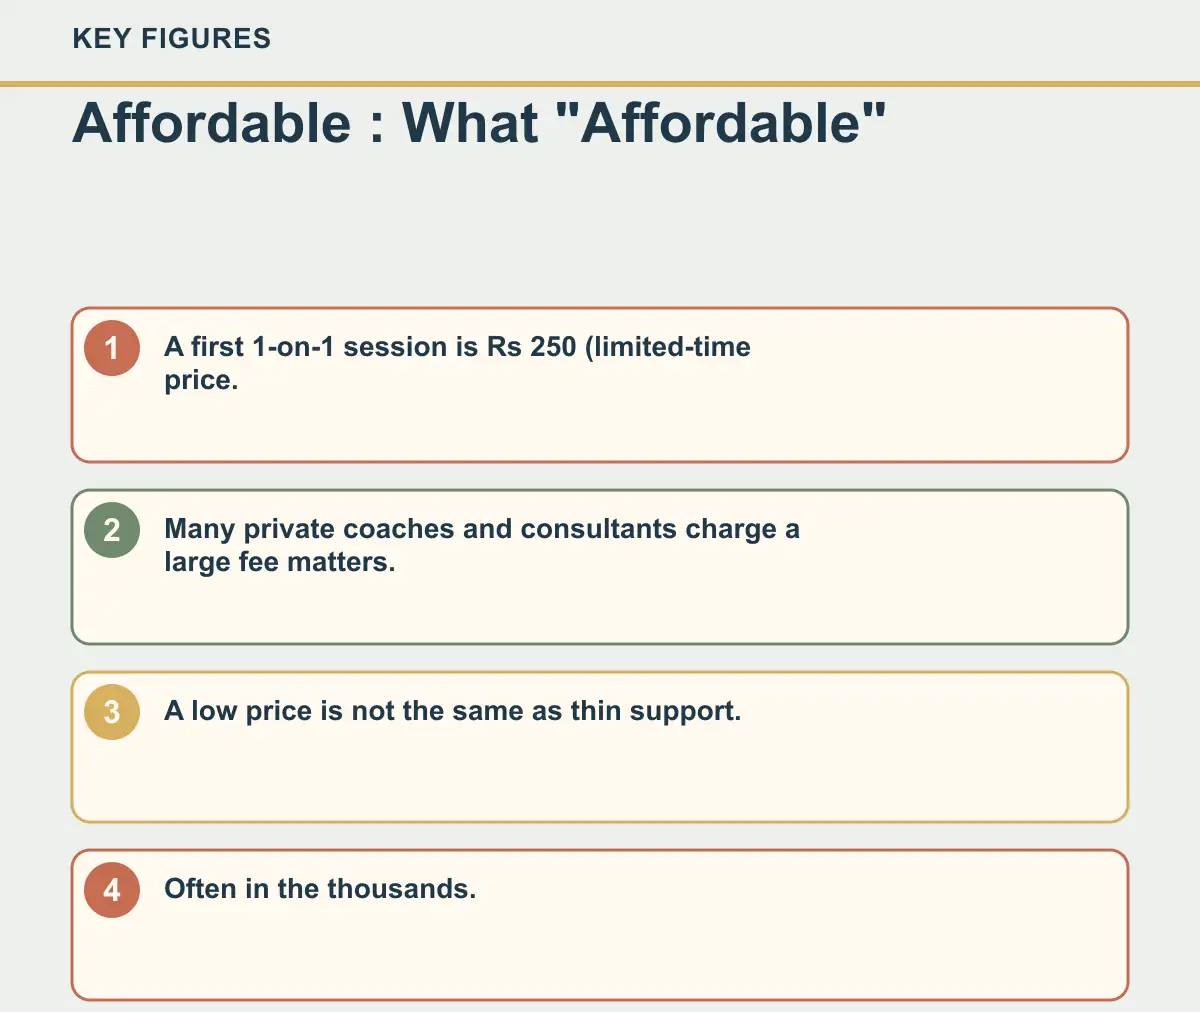 KEY FIGURES
Affordable : What "Affordable"
1
A first 1-on-1 session is Rs 250 (limited-time
price.
2
Many private coaches and consultants charge a
large fee matters.
3
A low price is not the same as thin support.
4
Often in the thousands.